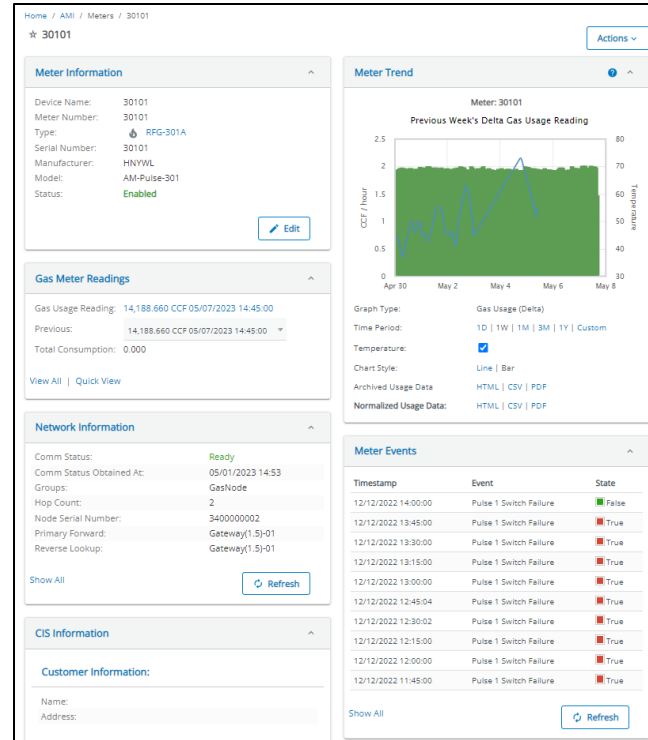 Home / AMI / Meters / 30101
☆ 30101
Actions
Meter Information
Device Name: 30101
Meter Number: 30101
Type: RFG-301A
Serial Number: 30101
Manufacturer: HNYWL
Model: AM-Pulse-301
Status: Enabled
Edit
Gas Meter Readings
Gas Usage Reading: 14,188.660 CCF 05/07/2023 14:45:00
Previous: 14,188.660 CCF 05/07/2023 14:45:00
Total Consumption: 0.000
View All | Quick View
Network Information
Comm Status: Ready
Comm Status Obtained At: 05/01/2023 14:53
Groups: GasNode
Hop Count: 2
Node Serial Number: 3400000002
Primary Forward: Gateway(1.5)-01
Reverse Lookup: Gateway(1.5)-01
Show All
Refresh
CIS Information
Customer Information:
Name:
Address:
Meter Trend
?
Meter: 30101
Previous Week's Delta Gas Usage Reading
2.5
2
1.5
1
0.5
0
CCF / hour
80
70
60
50
40
30
Temperature
Apr 30 May 2 May 4 May 6 May 8
Graph Type: Gas Usage (Delta)
Time Period: 1D | 1W | 1M | 3M | 1Y | Custom
Temperature:
Chart Style: Line | Bar
Archived Usage Data HTML | CSV | PDF
Normalized Usage Data: HTML | CSV | PDF
Meter Events
Timestamp Event State
12/12/2022 14:00:00 Pulse 1 Switch Failure False
12/12/2022 13:45:00 Pulse 1 Switch Failure True
12/12/2022 13:30:00 Pulse 1 Switch Failure True
12/12/2022 13:15:00 Pulse 1 Switch Failure True
12/12/2022 13:00:00 Pulse 1 Switch Failure True
12/12/2022 12:45:04 Pulse 1 Switch Failure True
12/12/2022 12:30:02 Pulse 1 Switch Failure True
12/12/2022 12:15:00 Pulse 1 Switch Failure True
12/12/2022 12:00:00 Pulse 1 Switch Failure True
12/12/2022 11:45:00 Pulse 1 Switch Failure True
Show All
Refresh